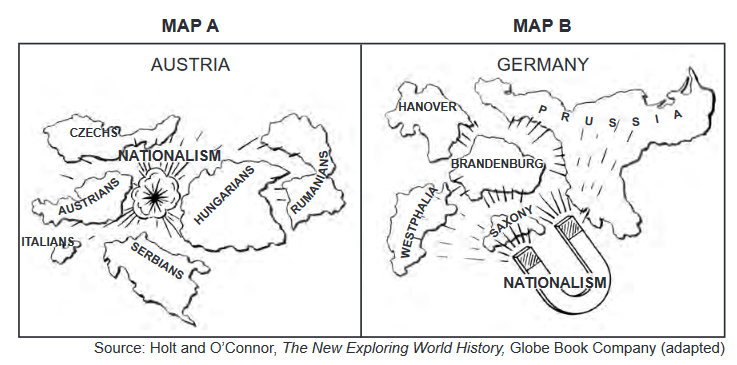 MAP A
AUSTRIA
CZECHS
NATIONALISM
AUSTRIANS
HUNGARIANS
RUMANIANS
ITALIANS
SERBIANS
MAP B
GERMANY
HANOVER
PRUSSIA
BRANDENBURG
WESTPHALIA
SAXONY
NATIONALISM
Source: Holt and O’Connor, The New Exploring World History, Globe Book Company (adapted)